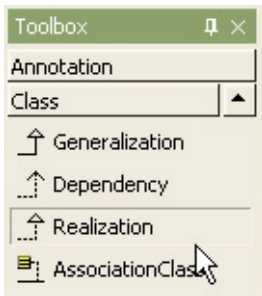 Toolbox
Annotation
Class
Generalization
Dependency
Realization
AssociationClass